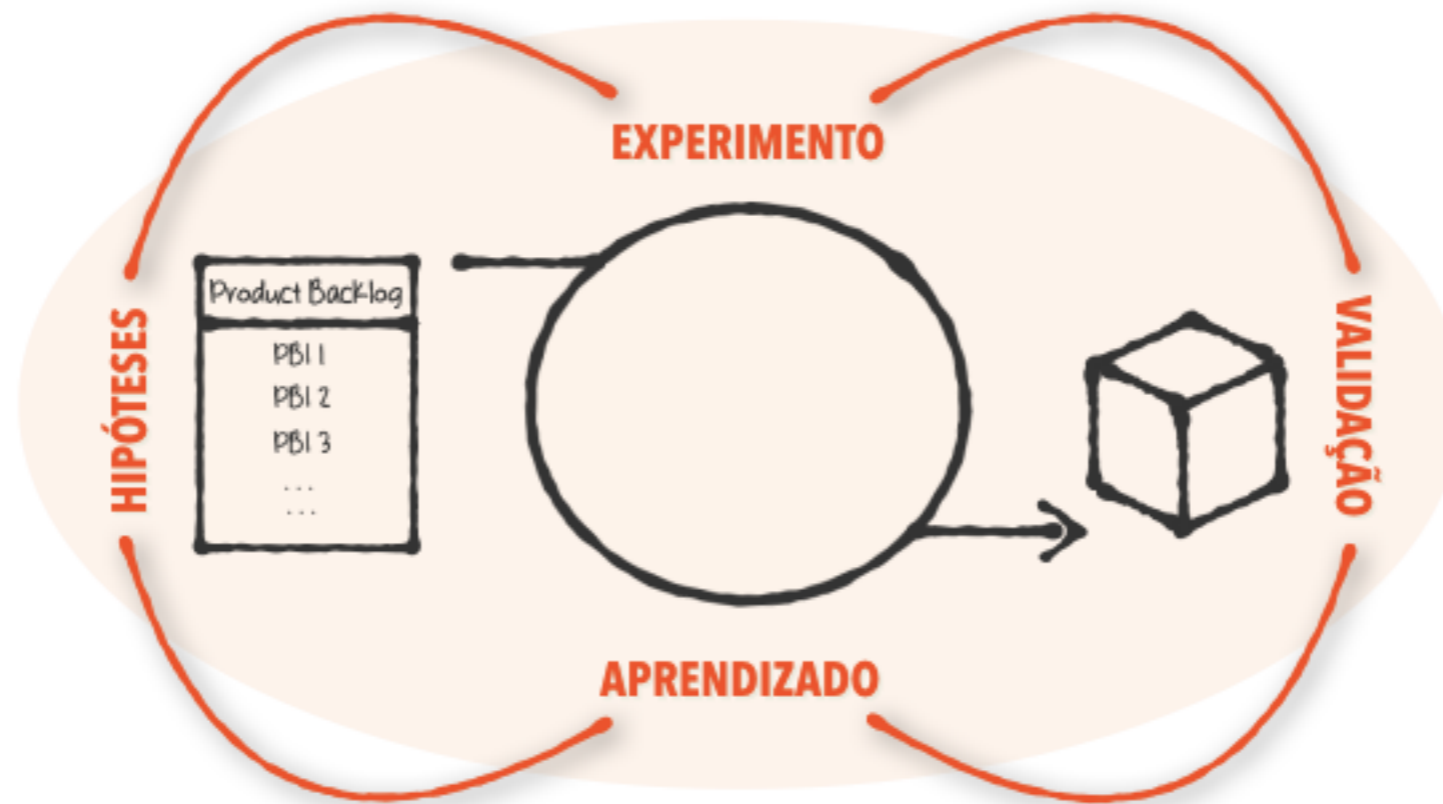 EXPERIMENTO
HIPÓTESES
Product Backlog
PBI 1
PBI 2
PBI 3
...
...
VALIDAÇÃO
APRENDIZADO